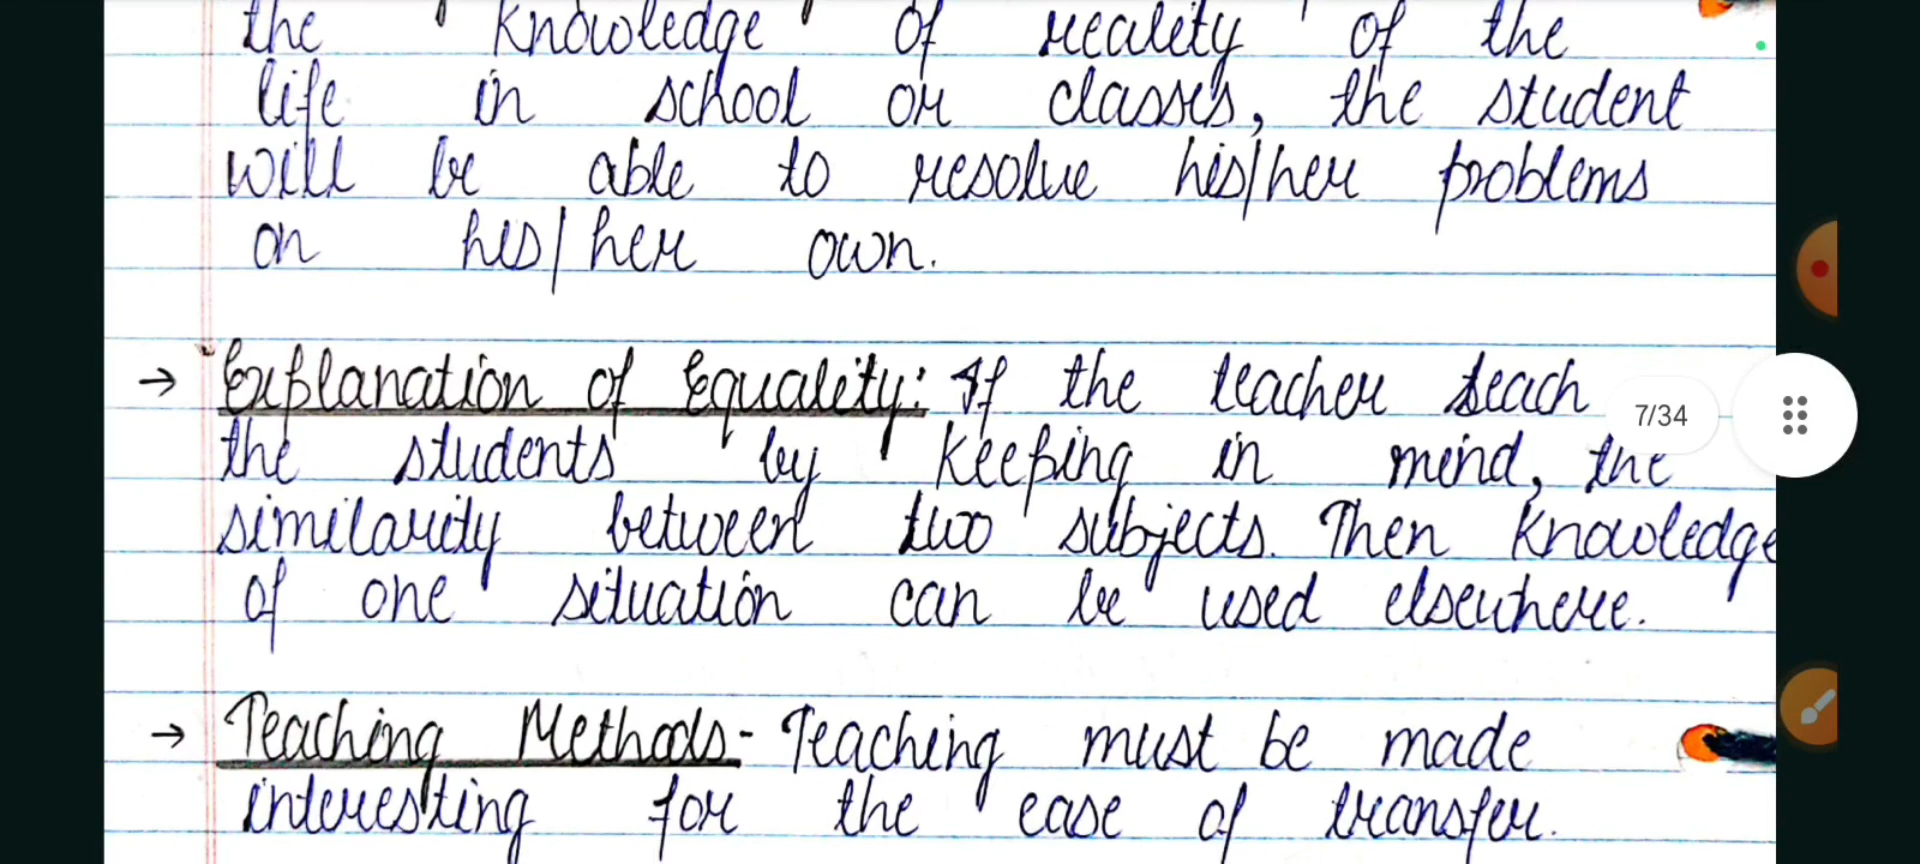 the knowledge of reality of the
life in school or classes, the student
will be able to resolve his/her problems
on his/her own.
→ Explanation of Equality: If the teacher teach
7/34
the students by keeping in mind, the
similarity between two subjects. Then knowledge
of one situation can be used elsewhere.
→ Teaching Methods- Teaching must be made
interesting for the ease of transfer.